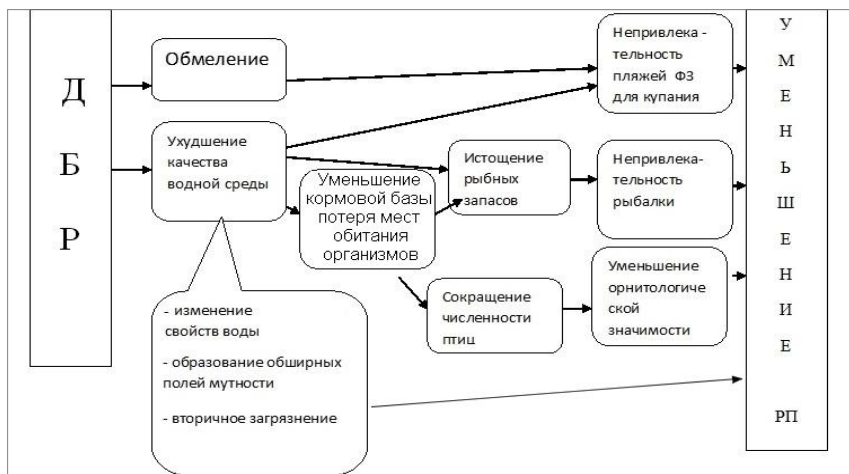 Д
Б
Р
Обмеление
Ухудшение
качества
водной среды
Уменьшение
кормовой базы
потеря мест
обитания
организмов
- изменение
свойств воды
- образование обширных
полей мутности
- вторичное загрязнение
Истощение
рыбных
запасов
Сокращение
численности
птиц
Непривлека -
тельность
пляжей ФЗ
для купания
Непривлека-
тельность
рыбалки
Уменьшение
орнитологиче
ской
значимости
У
М
Е
Н
Ь
Ш
Е
Н
И
Е
РП